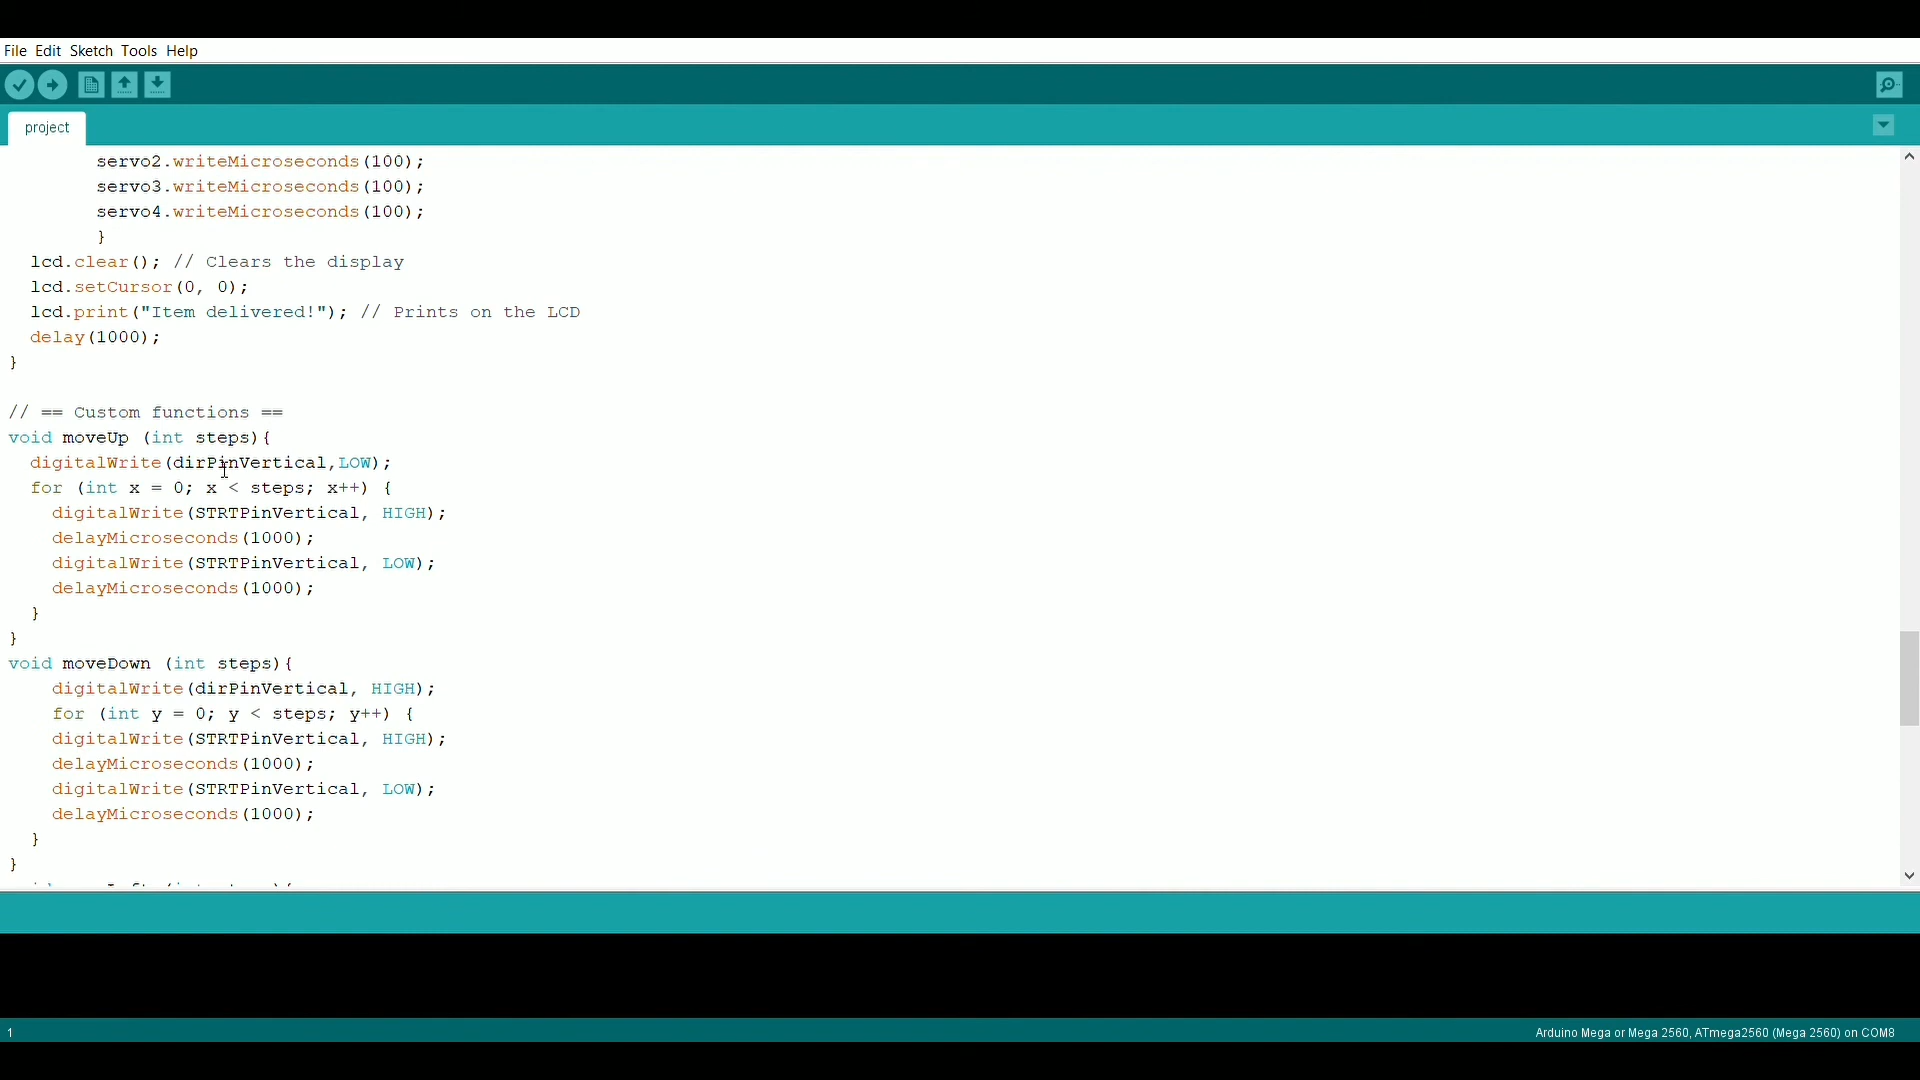 File Edit Sketch Tools Help
project
servo2.writeMicroseconds(100);
servo3.writeMicroseconds(100);
servo4.writeMicroseconds(100);
}
lcd.clear(); // Clears the display
lcd.setCursor(0, 0);
lcd.print("Item delivered!"); // Prints on the LCD
delay(1000);
}
// == Custom functions ==
void moveUp (int steps){
digitalWrite(dirPinVertical,LOW);
for (int x = 0; x < steps; x++) {
digitalWrite(STRTPinVertical, HIGH);
delayMicroseconds(1000);
digitalWrite(STRTPinVertical, LOW);
delayMicroseconds(1000);
}
}
void moveDown (int steps){
digitalWrite(dirPinVertical, HIGH);
for (int y = 0; y < steps; y++) {
digitalWrite(STRTPinVertical, HIGH);
delayMicroseconds(1000);
digitalWrite(STRTPinVertical, LOW);
delayMicroseconds(1000);
}
}
1
Arduino Mega or Mega 2560, ATmega2560 (Mega 2560) on COM8